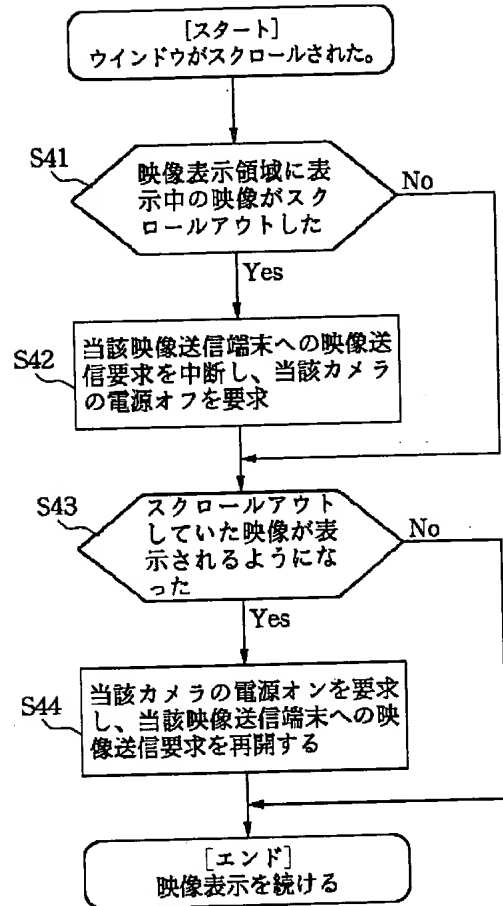 [スタート]
ウインドウがスクロールされた。
S41
映像表示領域に表
示中の映像がスク
ロールアウトした
No
Yes
S42
当該映像送信端末への映像送
信要求を中断し、当該カメラ
の電源オフを要求
S43
スクロールアウト
していた映像が表
示されるようにな
った
No
Yes
S44
当該カメラの電源オンを要求
し、当該映像送信端末への映
像送信要求を再開する
[エンド]
映像表示を続ける